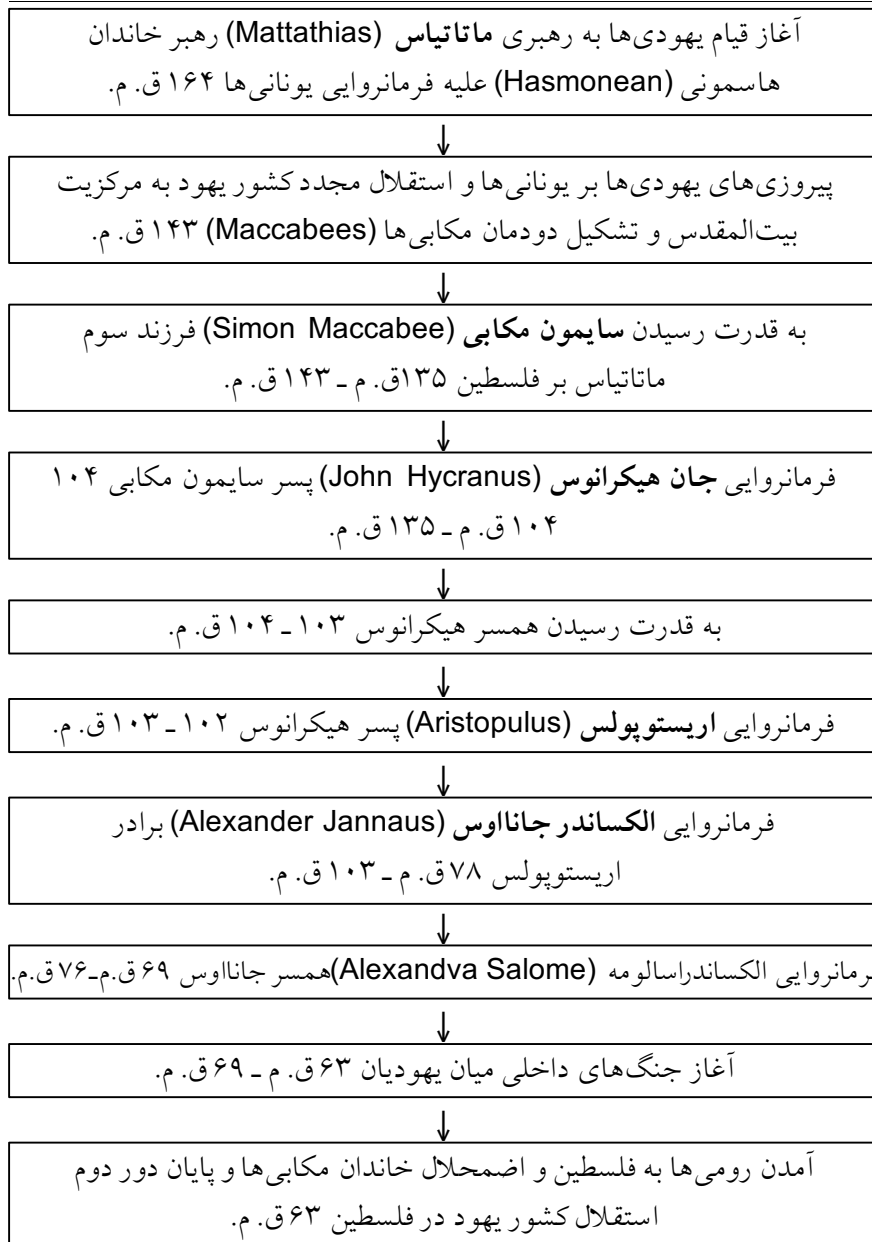 آغاز قیام یهودی‌ها به رهبری ماتاتیاس (Mattathias) رهبر خاندان
هاسمونی (Hasmonean) علیه فرمانروایی یونانی‌ها ۱۶۴ ق. م.
پیروزی‌های یهودی‌ها بر یونانی‌ها و استقلال مجدد کشور یهود به مرکزیت
بیت‌المقدس و تشکیل دودمان مکابی‌ها (Maccabees) ۱۴۳ ق. م.
به قدرت رسیدن سایمون مکابی (Simon Maccabee) فرزند سوم
ماتاتیاس بر فلسطین ۱۳۵ق. م ـ ۱۴۳ ق. م.
فرمانروایی جان هیکرانوس (John Hycranus) پسر سایمون مکابی ۱۰۴
۱۰۴ ق. م ـ ۱۳۵ ق. م.
به قدرت رسیدن همسر هیکرانوس ۱۰۳ ـ ۱۰۴ ق. م.
فرمانروایی اریستوپولس (Aristopulus) پسر هیکرانوس ۱۰۲ ـ ۱۰۳ ق. م.
فرمانروایی الکساندر جانااوس (Alexander Jannaus) برادر
اریستوپولس ۷۸ ق. م ـ ۱۰۳ ق. م.
رمانروایی الکساندراسالومه (Alexandva Salome)همسر جانااوس ۶۹ ق.م‌ـ۷۶ ق.م.
آغاز جنگ‌های داخلی میان یهودیان ۶۳ ق. م ـ ۶۹ ق. م.
آمدن رومی‌ها به فلسطین و اضمحلال خاندان مکابی‌ها و پایان دور دوم
استقلال کشور یهود در فلسطین ۶۳ ق. م.